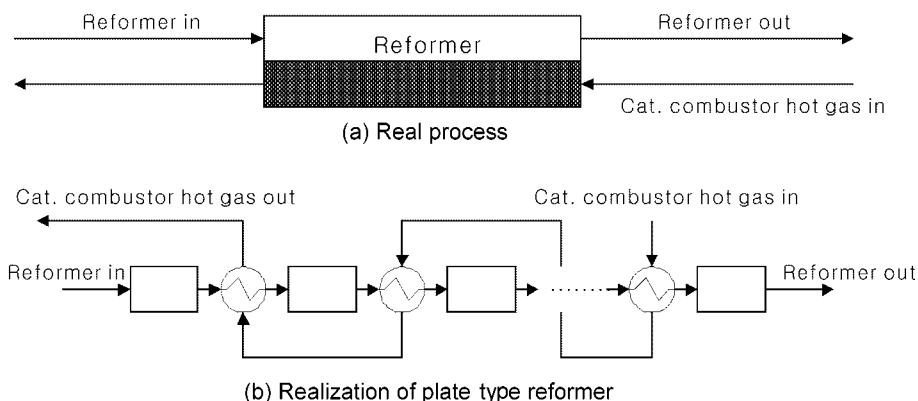 Reformer in
Reformer out
Reformer
Cat. combustor hot gas in
(a) Real process
Cat. combustor hot gas out
Cat. combustor hot gas in
Reformer in
Reformer out
(b) Realization of plate type reformer